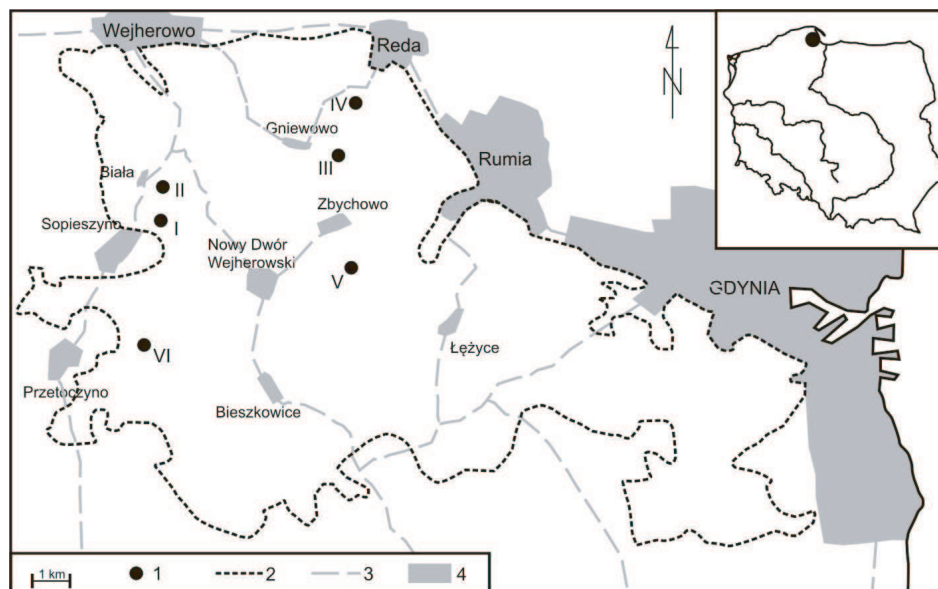 Wejherowo
Reda
N
IV
Gniewowo
Rumia
III
Biała
II
Zbychowo
Sopieszyno
I
Nowy Dwór
Wejherowski
V
GDYNIA
Łężyce
VI
Przetoczyno
Bieszkowice
1 km
1
2
3
4